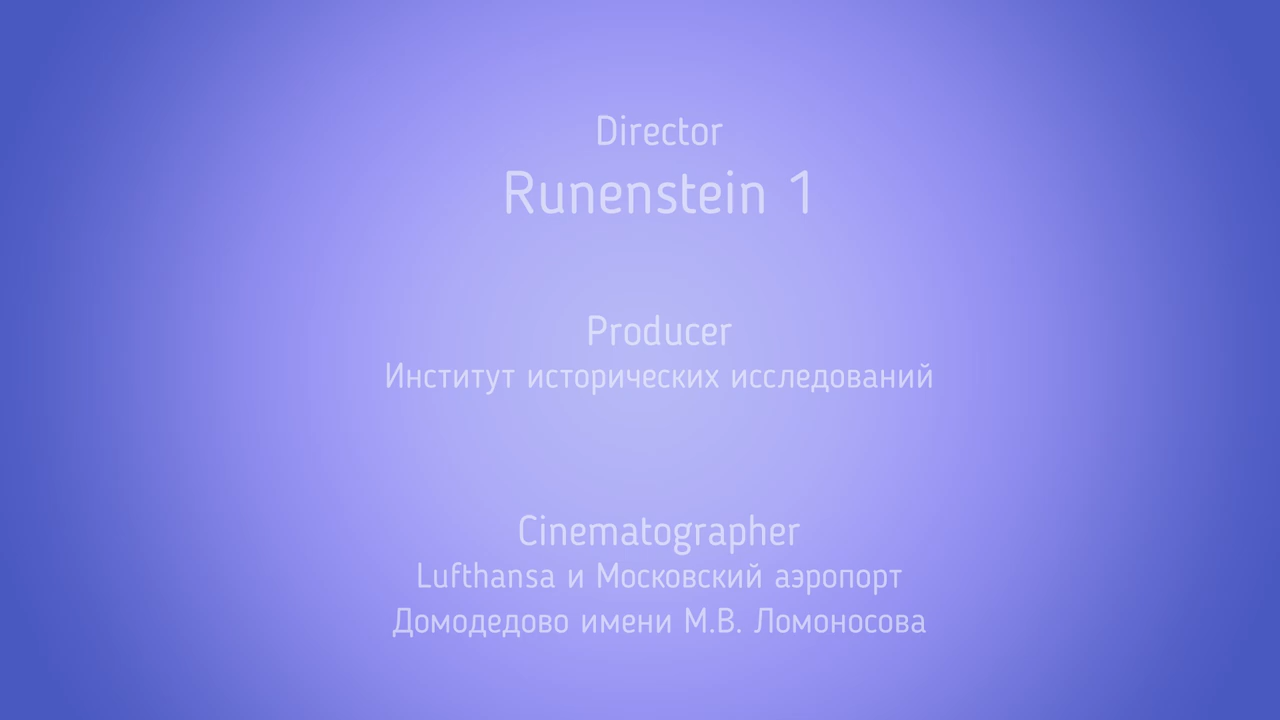 Director
Runenstein 1
Producer
Институт исторических исследований
Cinematographer
Lufthansa и Московский аэропорт
Домодедово имени М.В. Ломоносова